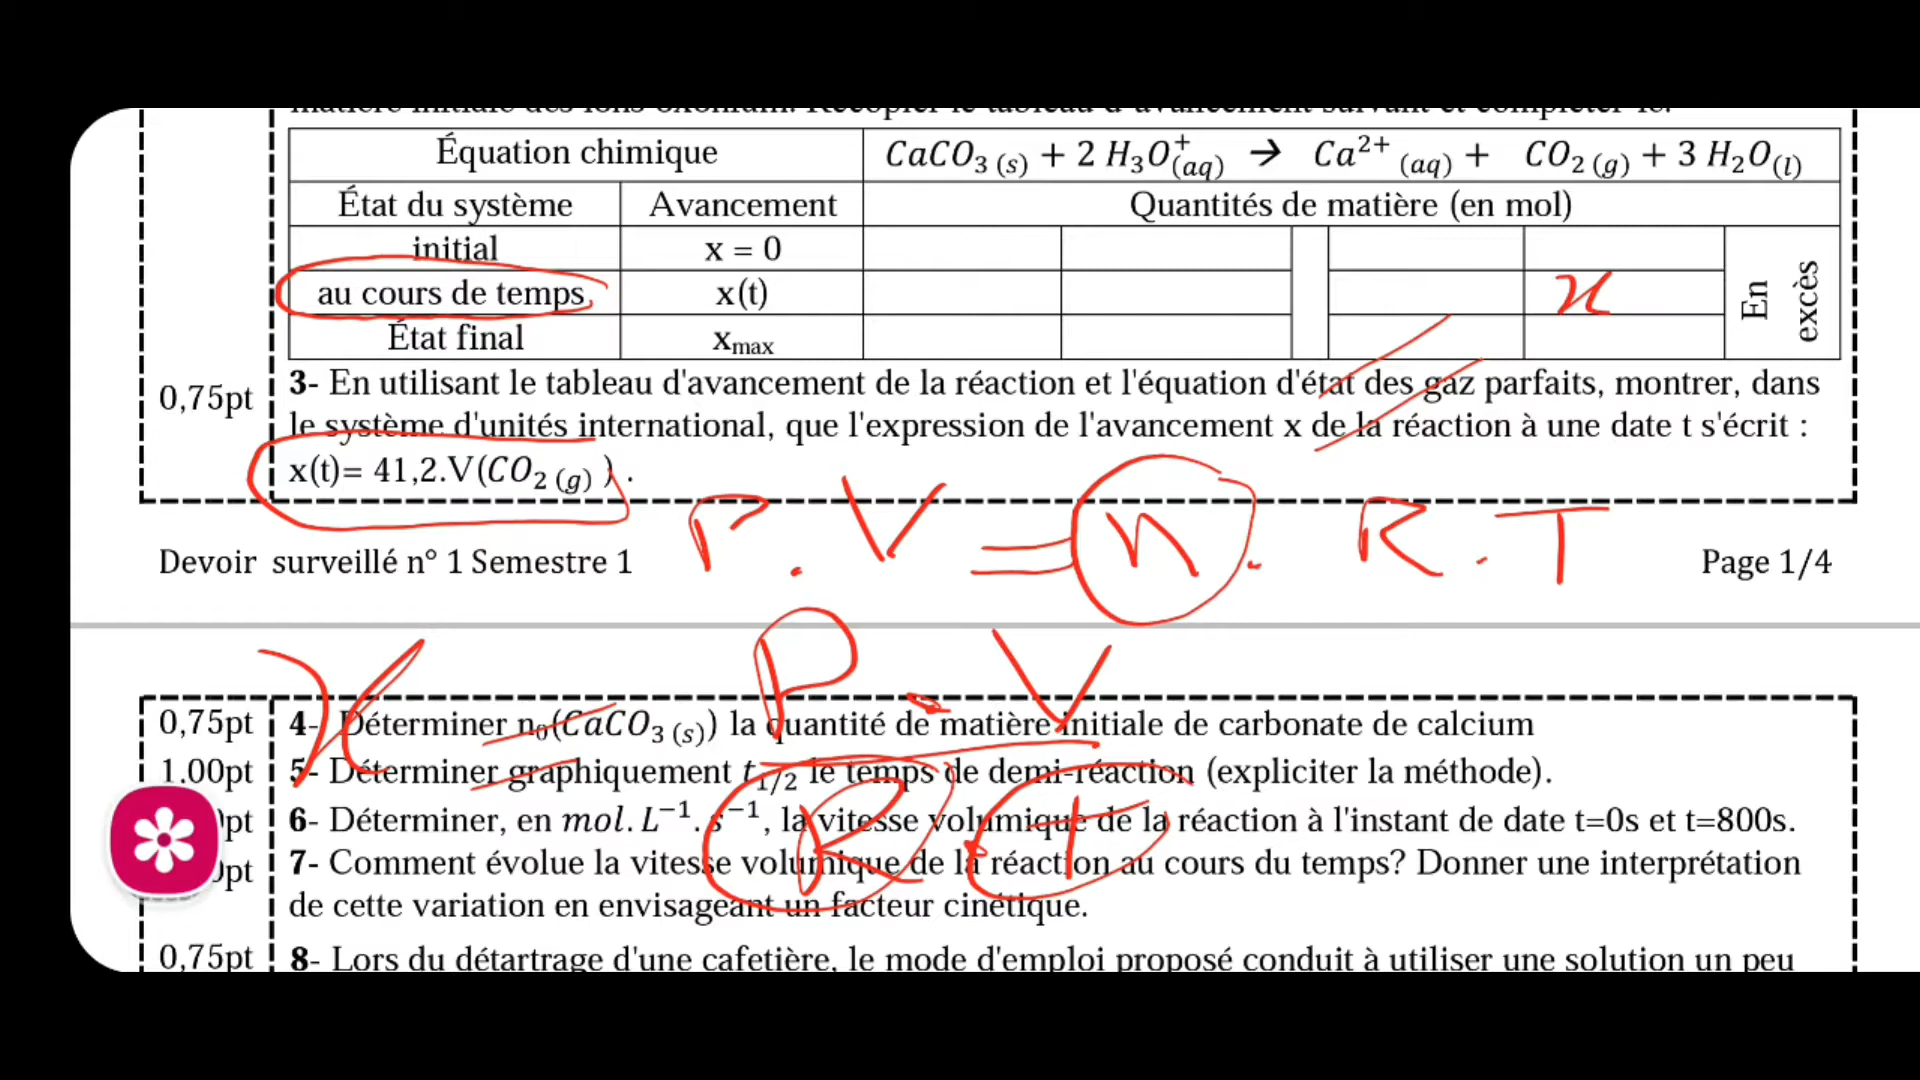 Équation chimique CaCO₃ (s) + 2 H₃O⁺(aq) → Ca²⁺ (aq) + CO₂ (g) + 3 H₂O(l)
État du système Avancement Quantités de matière (en mol)
initial x = 0
au cours de temps x(t) x En excès
État final xmax
0,75pt 3- En utilisant le tableau d'avancement de la réaction et l'équation d'état des gaz parfaits, montrer, dans
le système d'unités international, que l'expression de l'avancement x de la réaction à une date t s'écrit :
x(t)= 41,2.V(CO₂ (g) ) .
P . V = n . R . T
Devoir surveillé n° 1 Semestre 1 Page 1/4
x = P . V / R . T
0,75pt 4- Déterminer n₀(CaCO₃ (s)) la quantité de matière initiale de carbonate de calcium
1.00pt 5- Déterminer graphiquement t1/2 le temps de demi-réaction (expliciter la méthode).
pt 6- Déterminer, en mol. L⁻¹. s⁻¹, la vitesse volumique de la réaction à l'instant de date t=0s et t=800s.
pt 7- Comment évolue la vitesse volumique de la réaction au cours du temps? Donner une interprétation
de cette variation en envisageant un facteur cinétique.
0,75pt 8- Lors du détartrage d'une cafetière, le mode d'emploi proposé conduit à utiliser une solution un peu